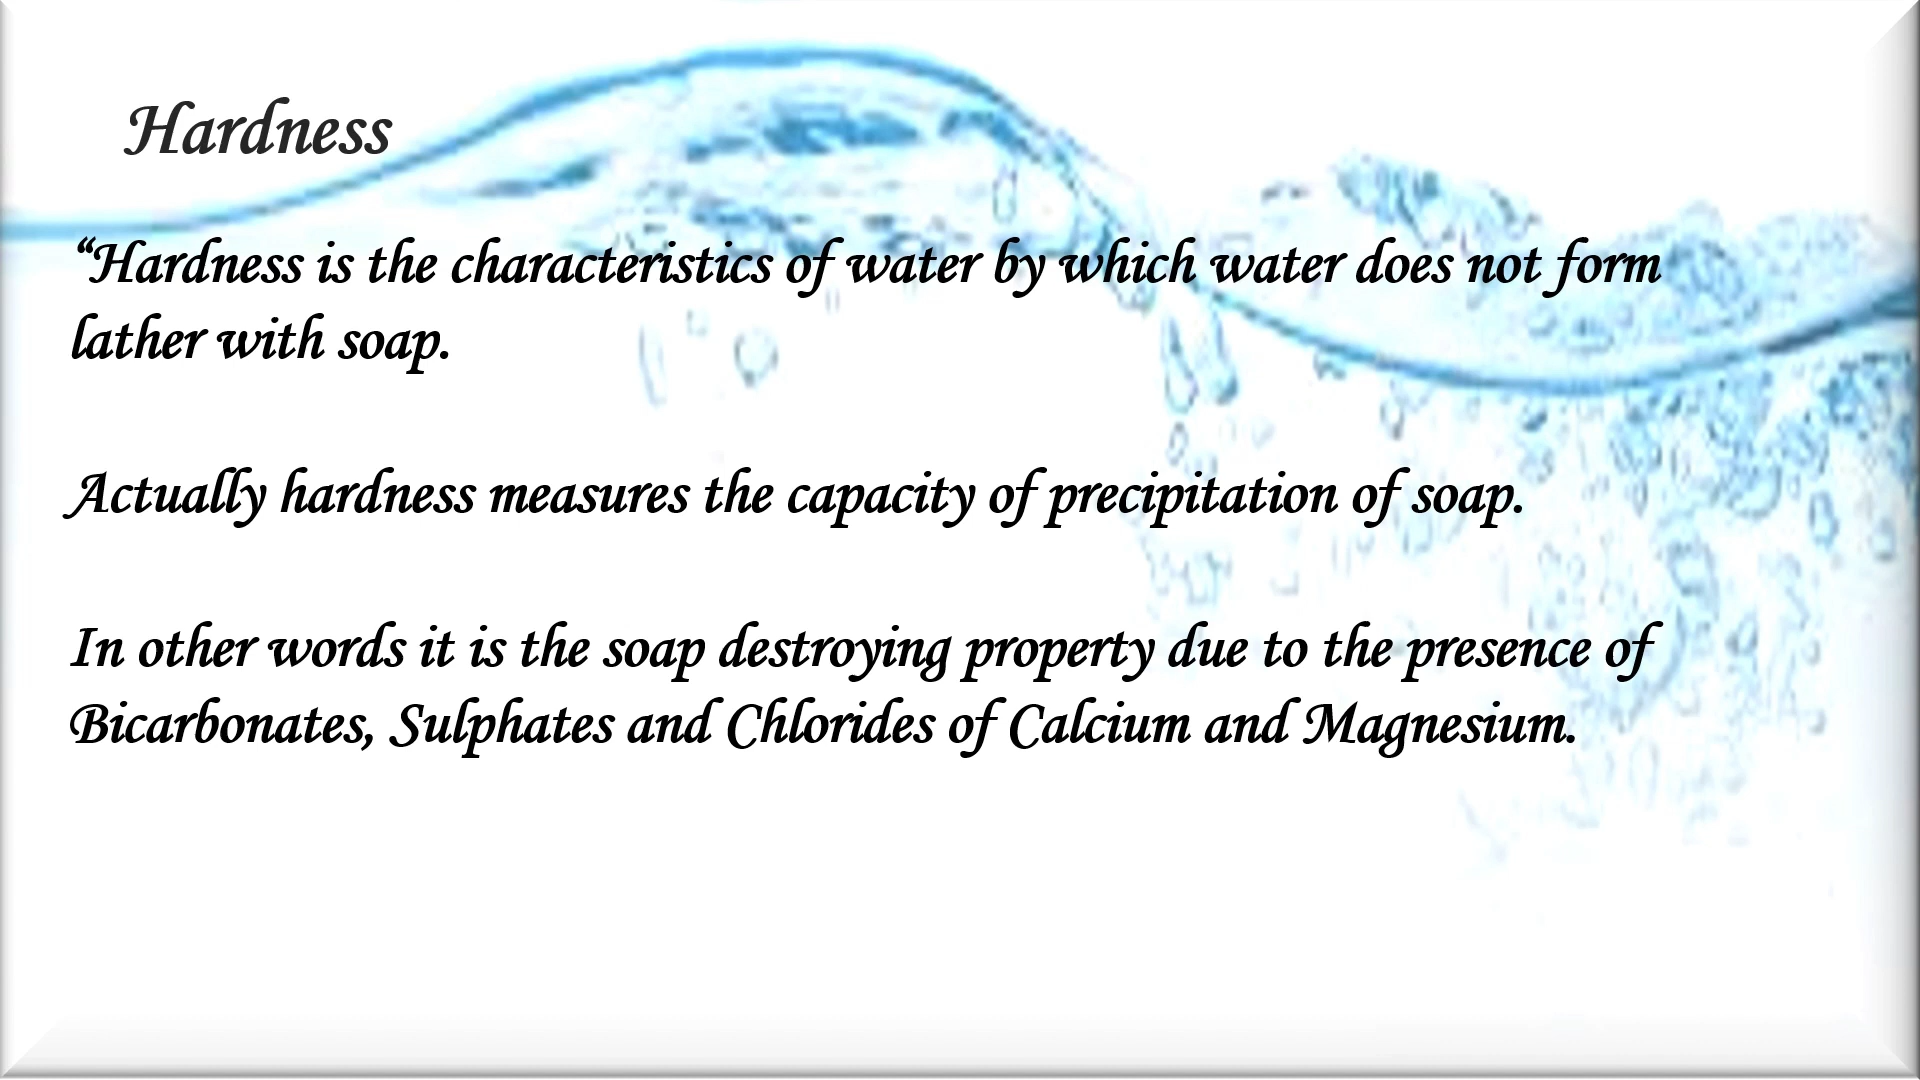 Hardness
“Hardness is the characteristics of water by which water does not form
lather with soap.
Actually hardness measures the capacity of precipitation of soap.
In other words it is the soap destroying property due to the presence of
Bicarbonates, Sulphates and Chlorides of Calcium and Magnesium.